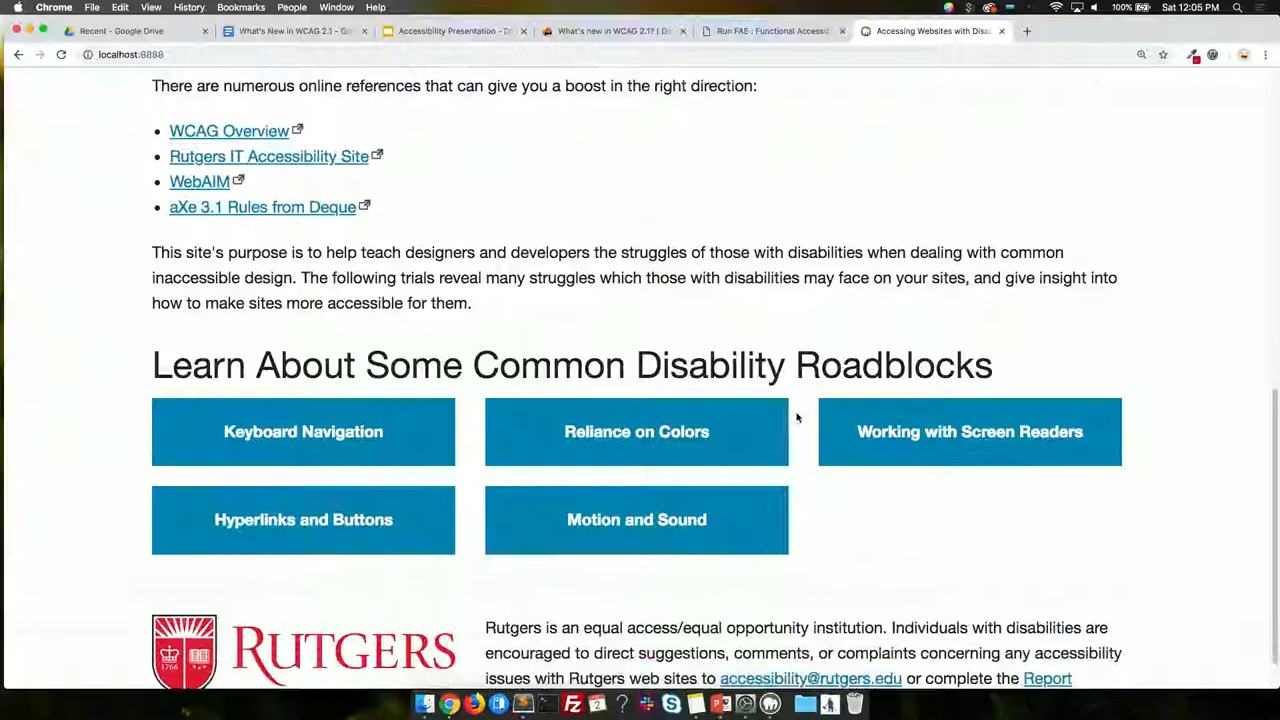 Chrome File Edit View History Bookmarks People Window Help 100% Sat 12:05 PM
Recent - Google Drive What's New in WCAG 2.1 - Go Accessibility Presentation - D What's new in WCAG 2.1? | D Run FAE : Functional Accessib Accessing Websites with Disa
localhost:8888
There are numerous online references that can give you a boost in the right direction:
WCAG Overview
Rutgers IT Accessibility Site
WebAIM
aXe 3.1 Rules from Deque
This site's purpose is to help teach designers and developers the struggles of those with disabilities when dealing with common
inaccessible design. The following trials reveal many struggles which those with disabilities may face on your sites, and give insight into
how to make sites more accessible for them.
Learn About Some Common Disability Roadblocks
Keyboard Navigation Reliance on Colors Working with Screen Readers
Hyperlinks and Buttons Motion and Sound
1766
RUTGERS
Rutgers is an equal access/equal opportunity institution. Individuals with disabilities are
encouraged to direct suggestions, comments, or complaints concerning any accessibility
issues with Rutgers web sites to accessibility@rutgers.edu or complete the Report